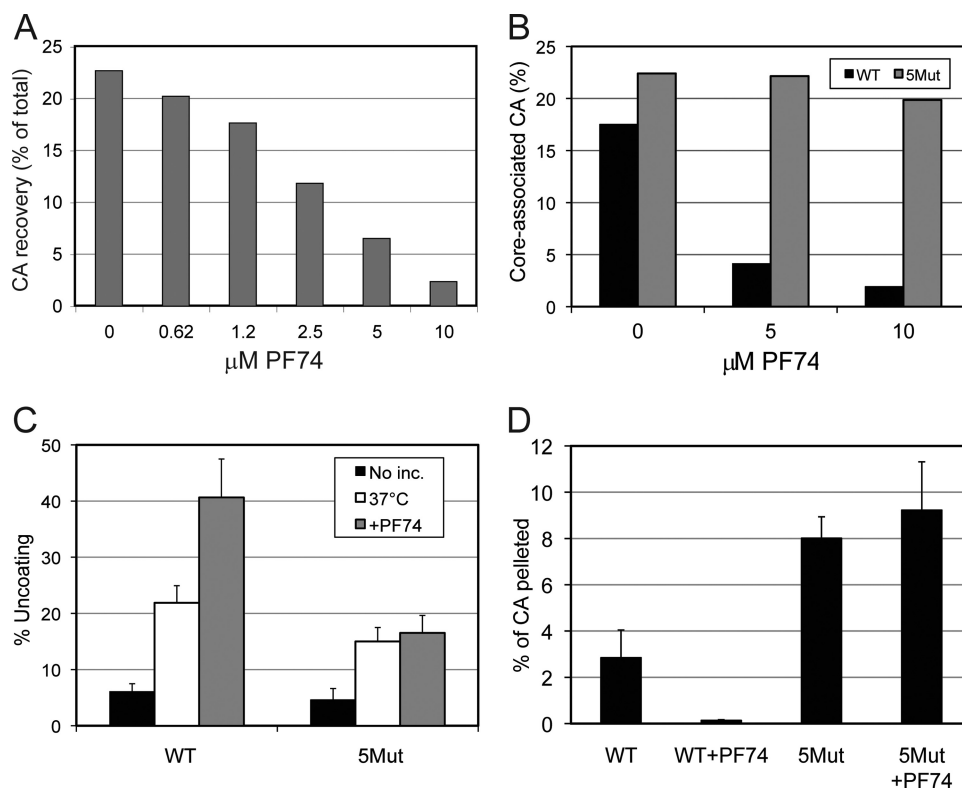 A
CA recovery (% of total)
25
20
15
10
5
0
0 0.62 1.2 2.5 5 10
μM PF74
B
Core-associated CA (%)
25
20
15
10
5
0
WT 5Mut
0 5 10
μM PF74
C
% Uncoating
50
40
30
20
10
0
No inc.
37°C
+PF74
WT 5Mut
D
% of CA pelleted
12
10
8
6
4
2
0
WT WT+PF74 5Mut 5Mut
+PF74